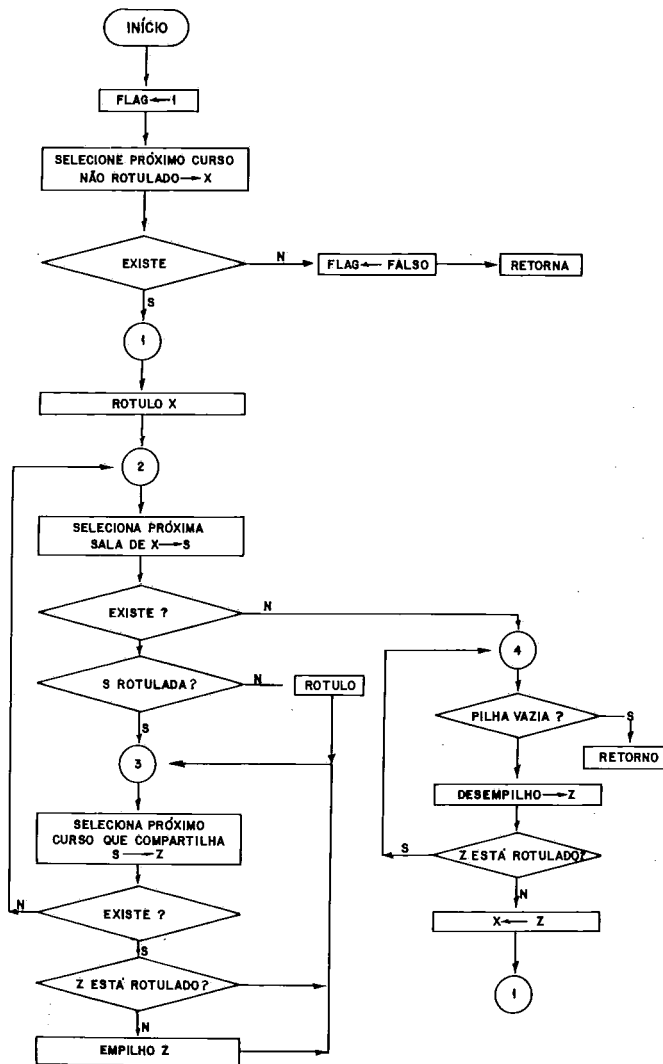 INÍCIO
FLAG←1
SELECIONE PRÓXIMO CURSO
NÃO ROTULADO→X
EXISTE
N
FLAG← FALSO
RETORNA
S
1
ROTULO X
2
SELECIONA PRÓXIMA
SALA DE X→S
EXISTE ?
N
4
S ROTULADA?
N
ROTULO
S
PILHA VAZIA ?
S
RETORNO
3
DESEMPILHO→Z
SELECIONA PRÓXIMO
CURSO QUE COMPARTILHA
S → Z
Z ESTÁ ROTULADO?
S
N
EXISTE ?
N
S
X← Z
Z ESTÁ ROTULADO?
N
1
EMPILHO Z